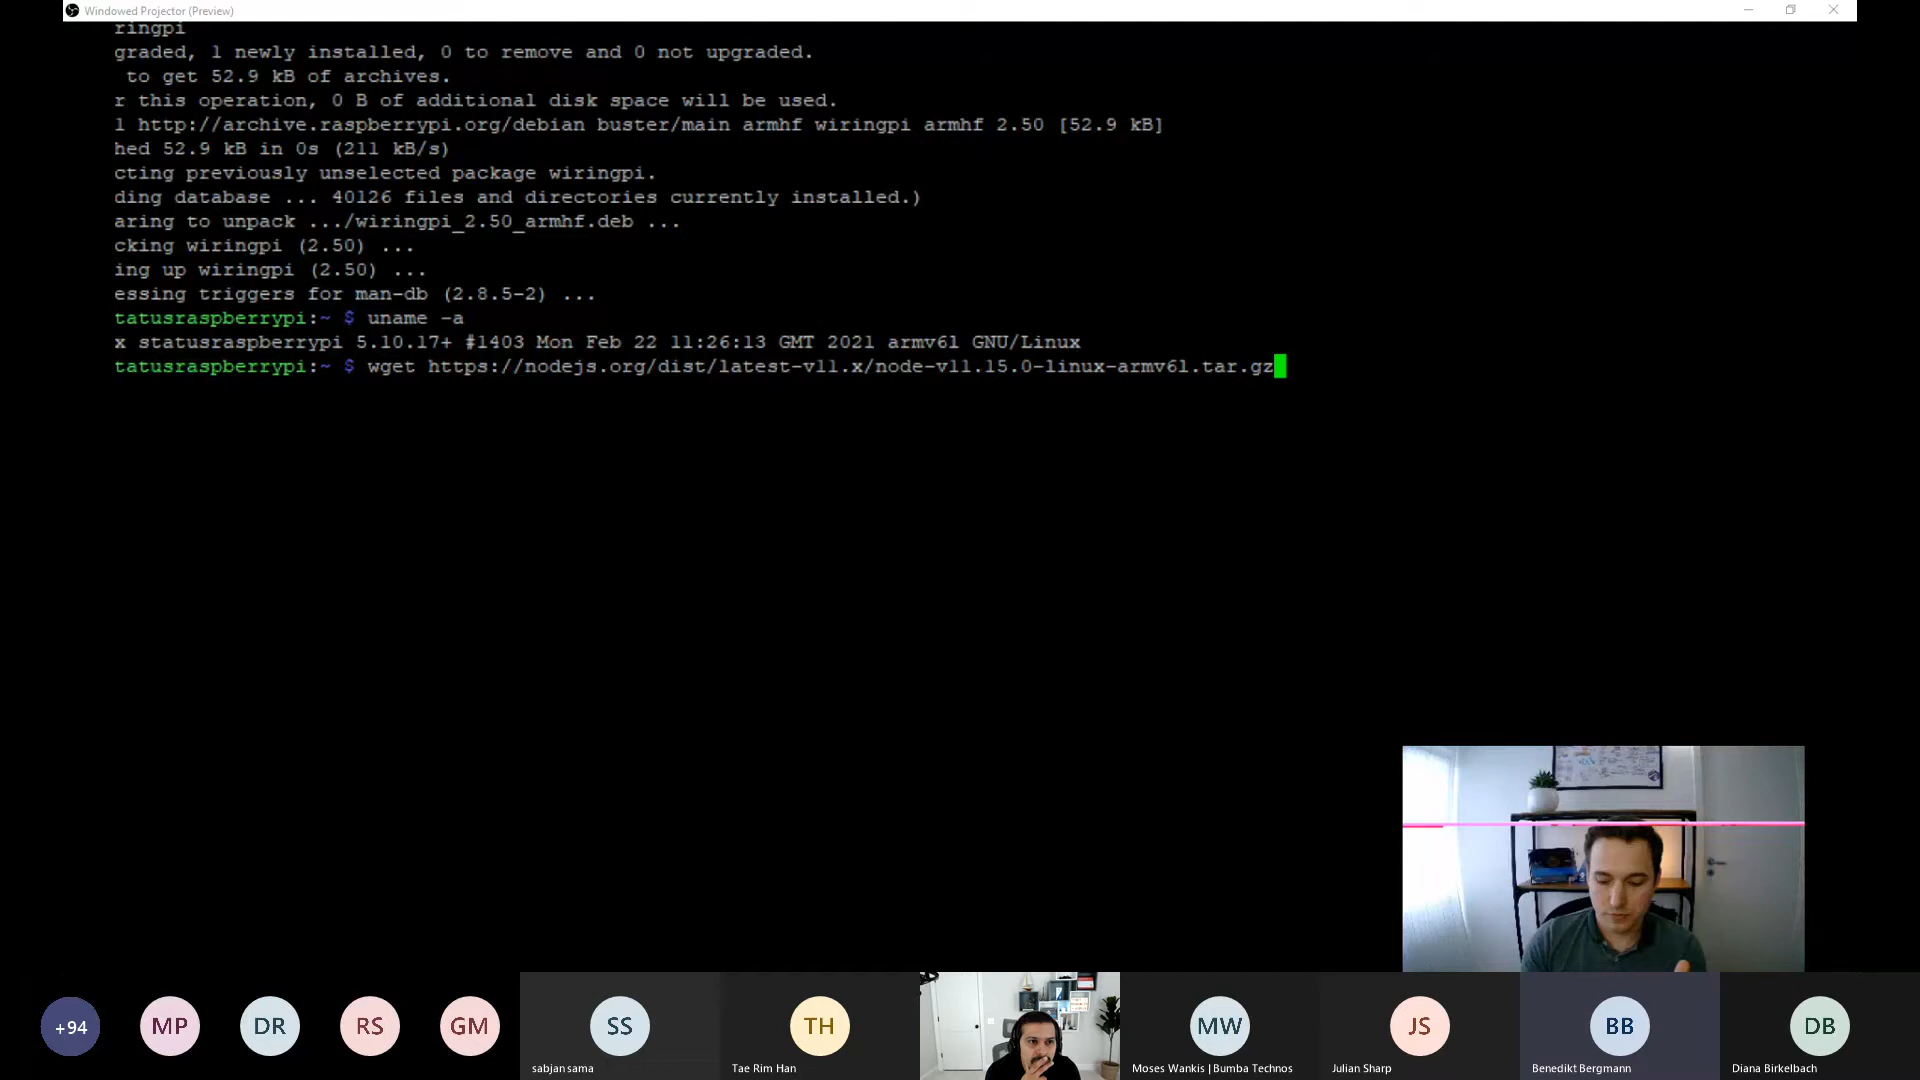 Windowed Projector (Preview)
ringpi
graded, 1 newly installed, 0 to remove and 0 not upgraded.
to get 52.9 kB of archives.
r this operation, 0 B of additional disk space will be used.
1 http://archive.raspberrypi.org/debian buster/main armhf wiringpi armhf 2.50 [52.9 kB]
hed 52.9 kB in 0s (211 kB/s)
cting previously unselected package wiringpi.
ding database ... 40126 files and directories currently installed.)
aring to unpack .../wiringpi_2.50_armhf.deb ...
cking wiringpi (2.50) ...
ing up wiringpi (2.50) ...
essing triggers for man-db (2.8.5-2) ...
tatusraspberrypi:~ $ uname -a
x statusraspberrypi 5.10.17+ #1403 Mon Feb 22 11:26:13 GMT 2021 armv6l GNU/Linux
tatusraspberrypi:~ $ wget https://nodejs.org/dist/latest-v11.x/node-v11.15.0-linux-armv6l.tar.gz
+94
MP
DR
RS
GM
SS
TH
MW
JS
BB
DB
sabjan sama
Tae Rim Han
Moses Wankis | Bumba Technos
Julian Sharp
Benedikt Bergmann
Diana Birkelbach